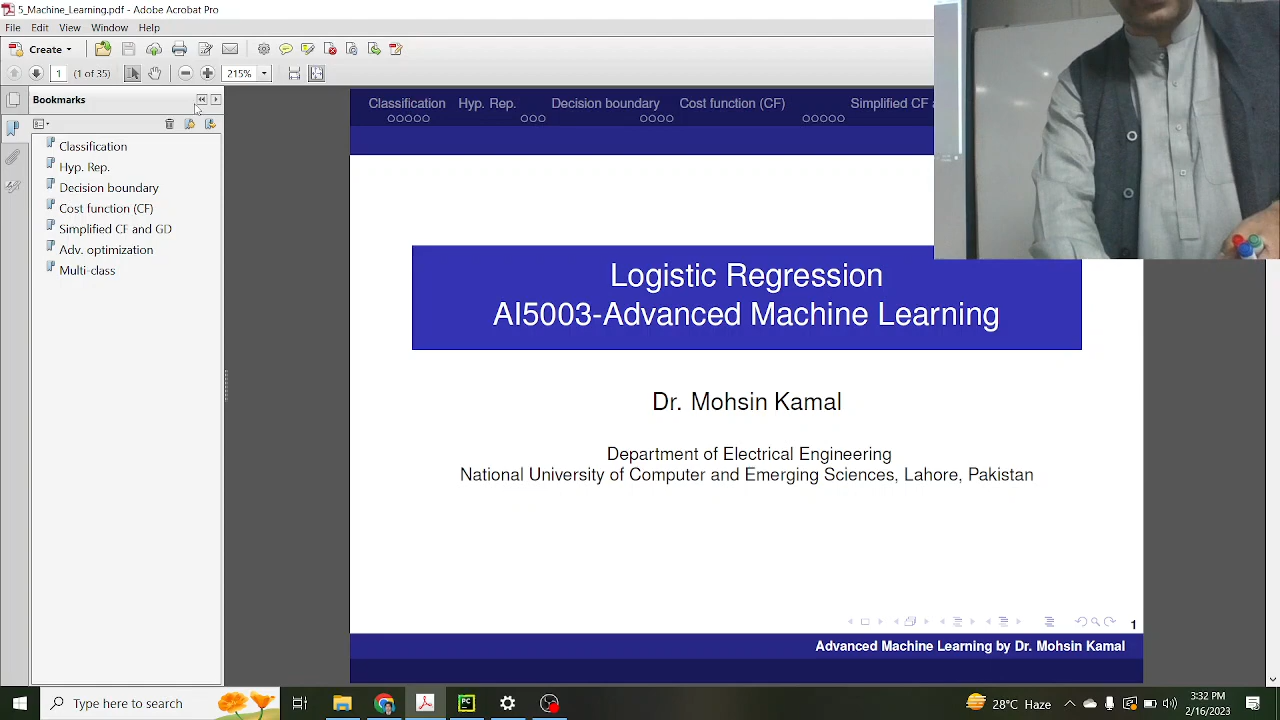 5_Machine_Learning.pdf - Adobe Acrobat Pro
File Edit View Window Help
Create
1 (1 of 35) 215%
Bookmarks
Classification
Hyp. Rep.
Decision boundary
Cost function (CF)
Simplified CF and GD
Adv. optimization
Multi-class
Classification Hyp. Rep. Decision boundary Cost function (CF) Simplified CF
Logistic Regression
AI5003-Advanced Machine Learning
Dr. Mohsin Kamal
Department of Electrical Engineering
National University of Computer and Emerging Sciences, Lahore, Pakistan
1
Advanced Machine Learning by Dr. Mohsin Kamal
Type here to search
PC
28°C Haze
3:32 PM
2/16/2023